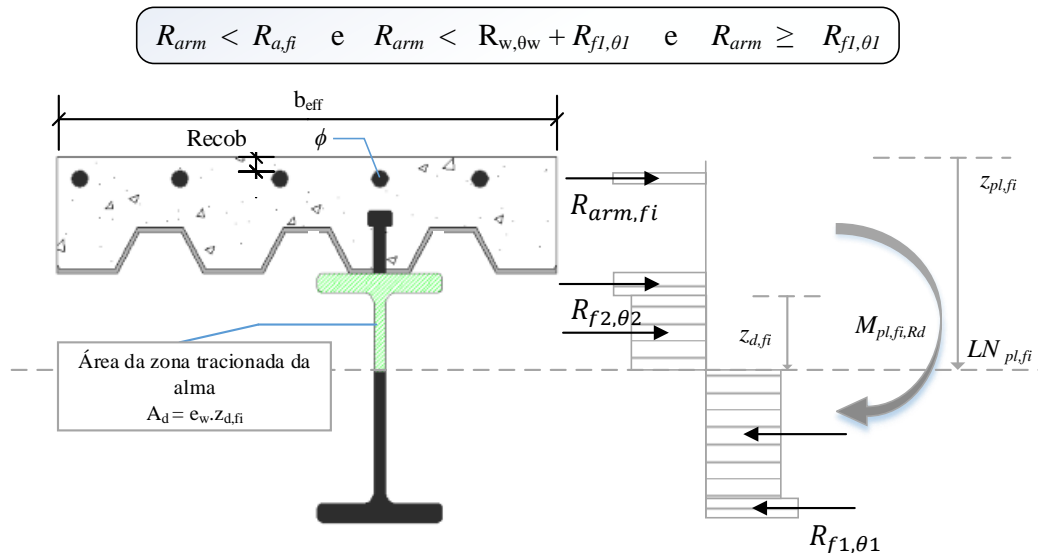 R_arm < R_a,fi e R_arm < R_w,θw + R_f1,θ1 e R_arm ≥ R_f1,θ1
b_eff
Recob
ϕ
z_pl,fi
R_arm,fi
R_f2,θ2
z_d,fi
M_pl,fi,Rd
LN_pl,fi
Área da zona tracionada da
alma
A_d = e_w.z_d,fi
R_f1,θ1